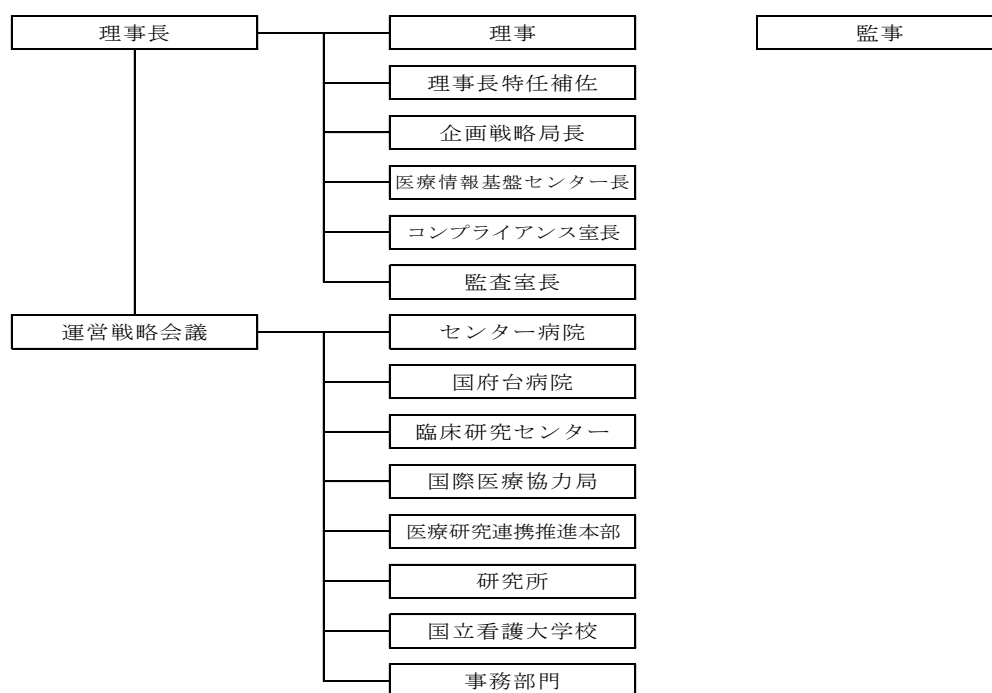 理事長
理事
監事
理事長特任補佐
企画戦略局長
医療情報基盤センター長
コンプライアンス室長
監査室長
運営戦略会議
センター病院
国府台病院
臨床研究センター
国際医療協力局
医療研究連携推進本部
研究所
国立看護大学校
事務部門